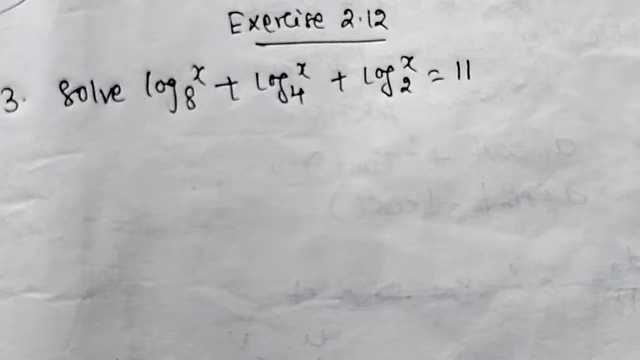 Exercise 2.12
3. Solve log₈ˣ + log₄ˣ + log₂ˣ = 11